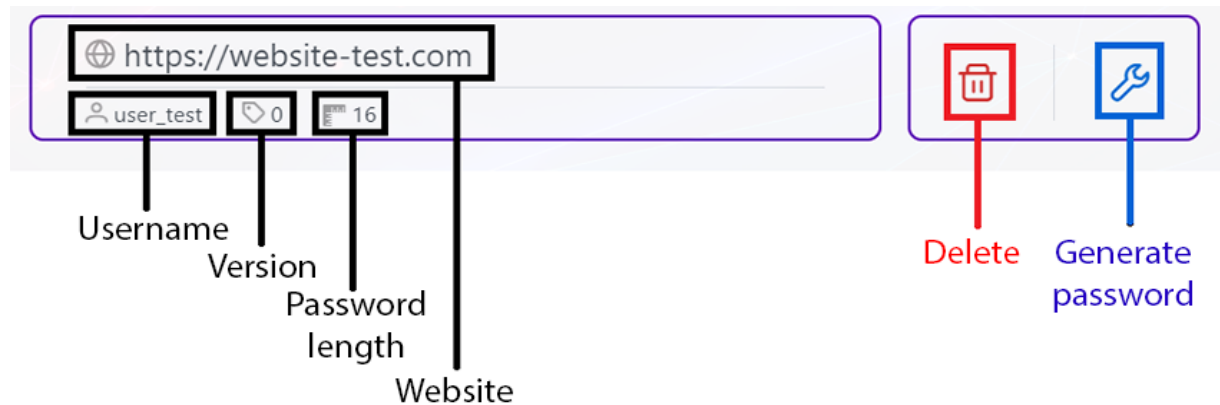 https://website-test.com
user_test 0 16
Username
Version
Password
length
Website
Delete
Generate
password